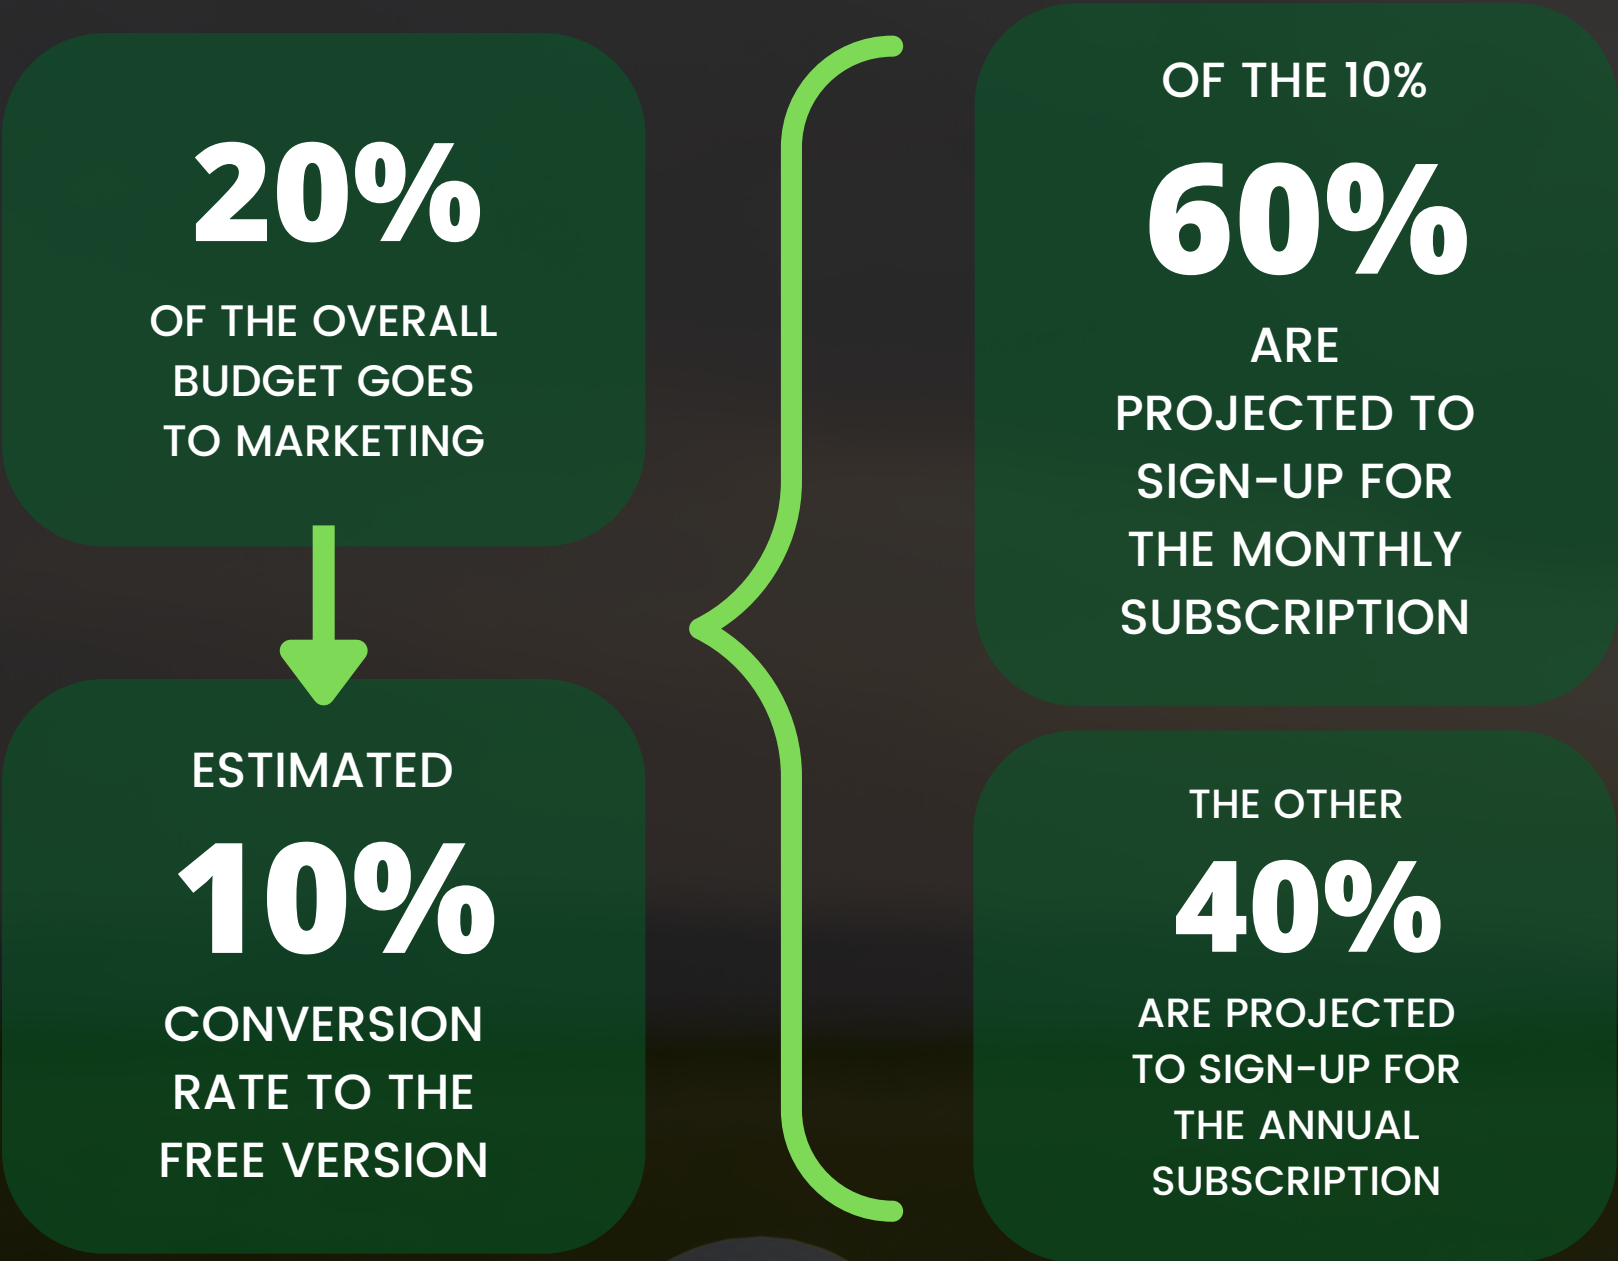 20%
OF THE OVERALL
BUDGET GOES
TO MARKETING
ESTIMATED
10%
CONVERSION
RATE TO THE
FREE VERSION
OF THE 10%
60%
ARE
PROJECTED TO
SIGN-UP FOR
THE MONTHLY
SUBSCRIPTION
THE OTHER
40%
ARE PROJECTED
TO SIGN-UP FOR
THE ANNUAL
SUBSCRIPTION